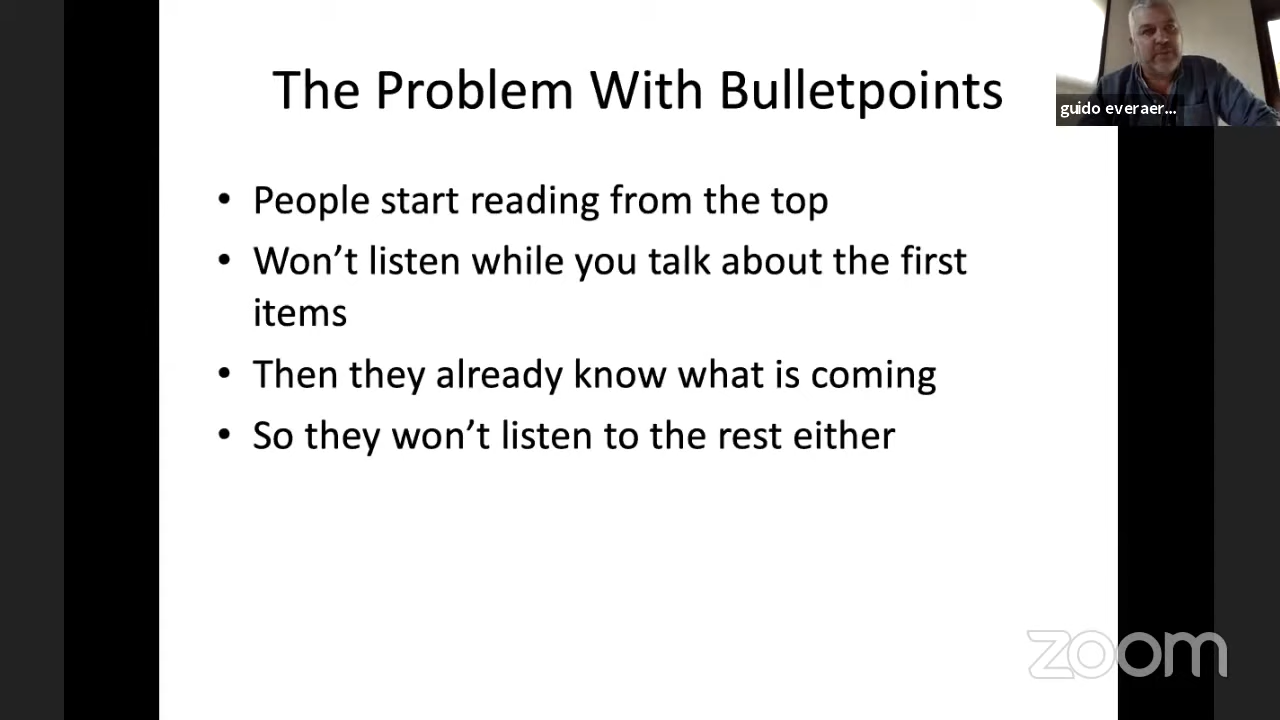 The Problem With Bulletpoints
guido everaer...
• People start reading from the top
• Won’t listen while you talk about the first
items
• Then they already know what is coming
• So they won’t listen to the rest either
zoom